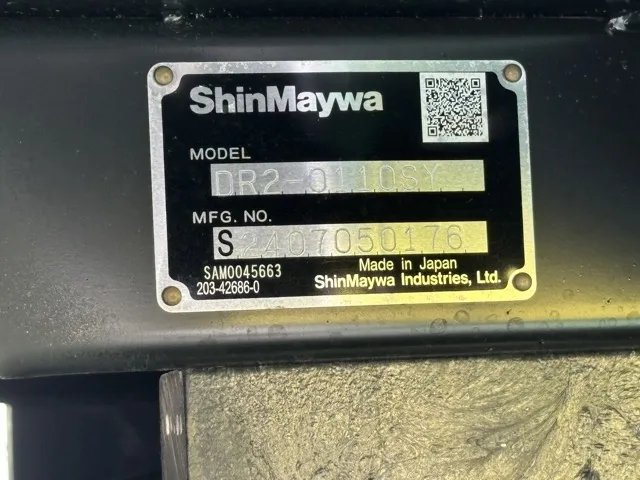 ShinMaywa
MODEL
DR2-0110SY
MFG. NO.
S2407050176
SAM0045663
203-42686-0
Made in Japan
ShinMaywa Industries, Ltd.